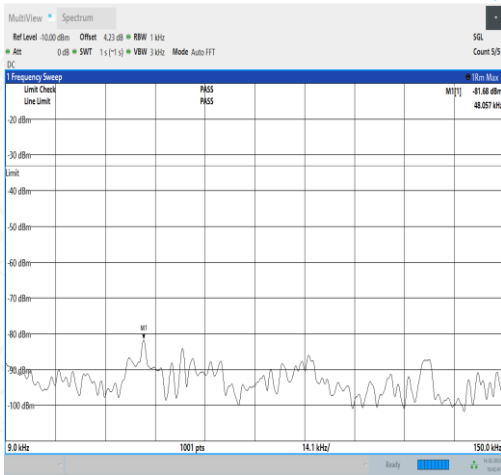 MultiView Spectrum
Ref Level -10.00 dBm Offset 4.23 dB RBW 1 kHz SGL
Att 0 dB SWT 1 s (~1 s) VBW 3 kHz Mode Auto FFT Count 5/5
DC
1 Frequency Sweep 1Rm Max
Limit Check PASS M1[1] -81.68 dBm
Line Limit PASS 48.057 kHz
-20 dBm
-30 dBm
Limit
-40 dBm
-50 dBm
-60 dBm
-70 dBm
-80 dBm
M1
-90 dBm
-100 dBm
9.0 kHz 1001 pts 14.1 kHz/ 150.0 kHz
Ready